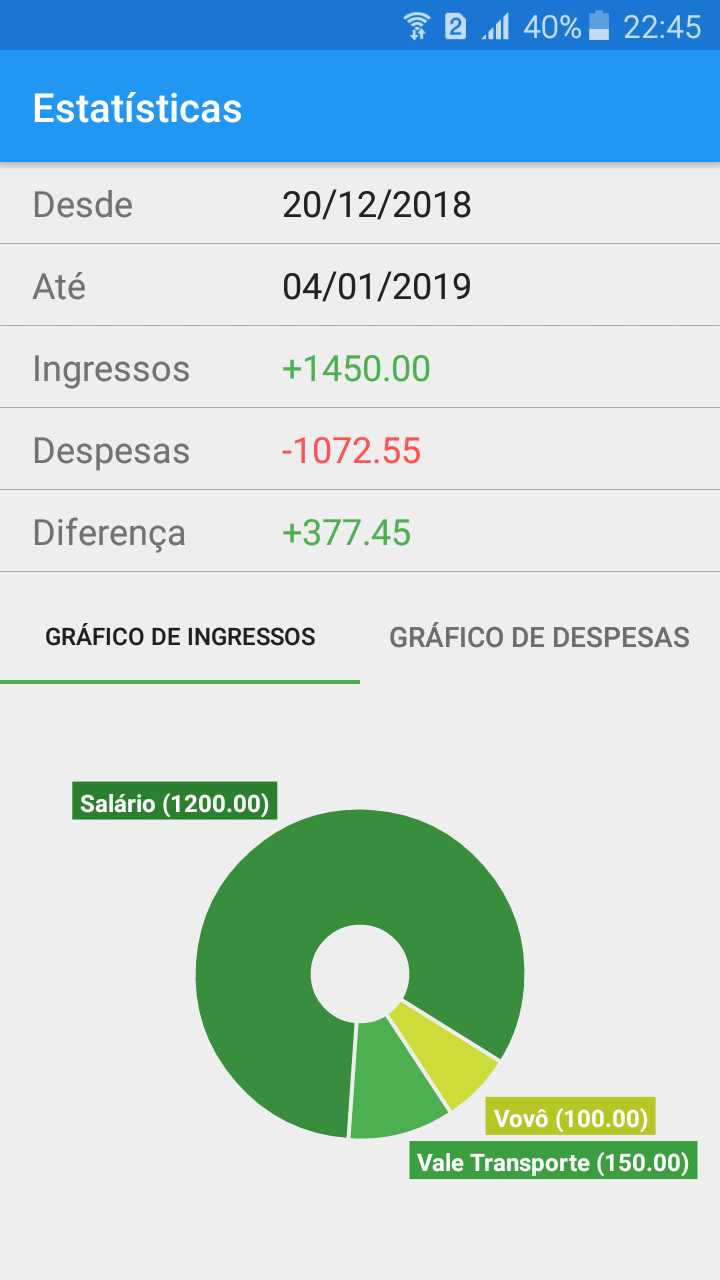 2 40% 22:45
Estatísticas
Desde 20/12/2018
Até 04/01/2019
Ingressos +1450.00
Despesas -1072.55
Diferença +377.45
GRÁFICO DE INGRESSOS GRÁFICO DE DESPESAS
Salário (1200.00)
Vovô (100.00)
Vale Transporte (150.00)